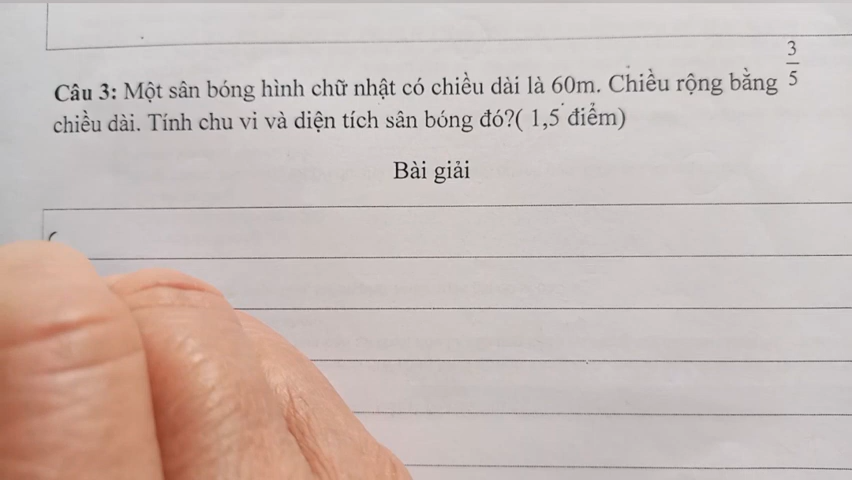 Câu 3: Một sân bóng hình chữ nhật có chiều dài là 60m. Chiều rộng bằng 3/5
chiều dài. Tính chu vi và diện tích sân bóng đó?( 1,5 điểm)
Bài giải